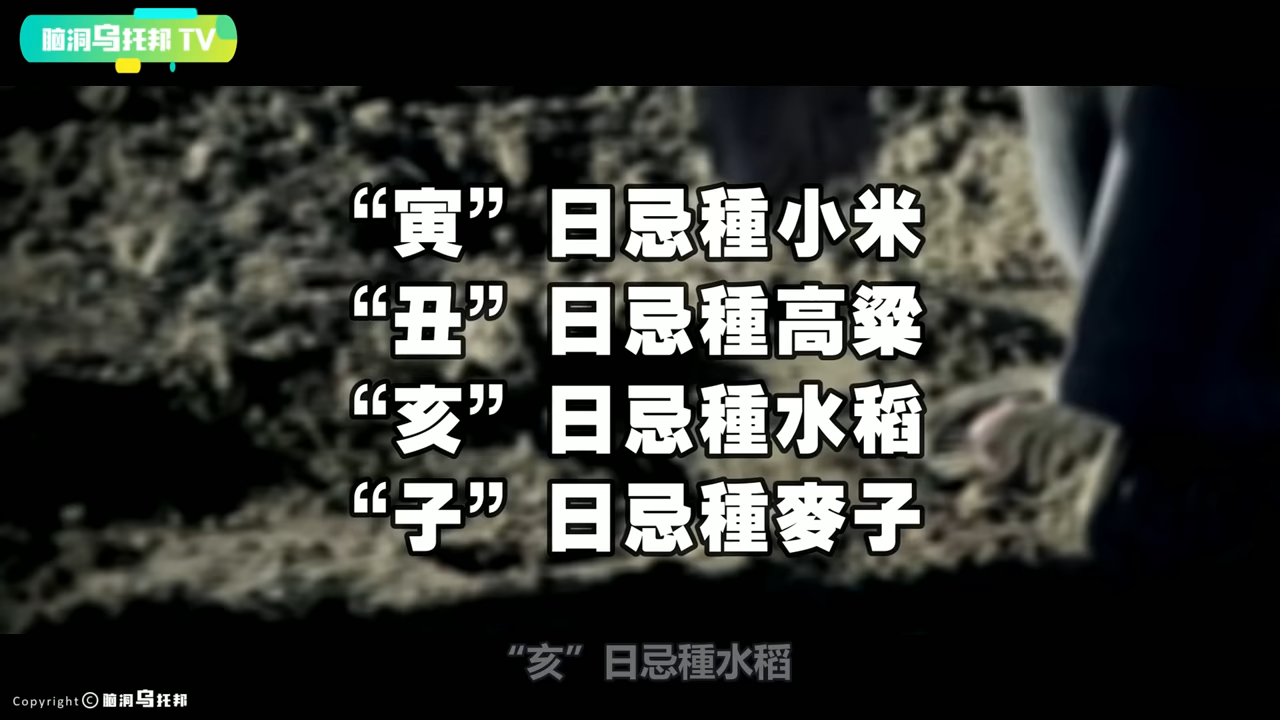 脑洞乌托邦 TV
“寅” 日忌種小米
“丑” 日忌種高粱
“亥” 日忌種水稻
“子” 日忌種麥子
“亥” 日忌種水稻
Copyright © 脑洞乌托邦